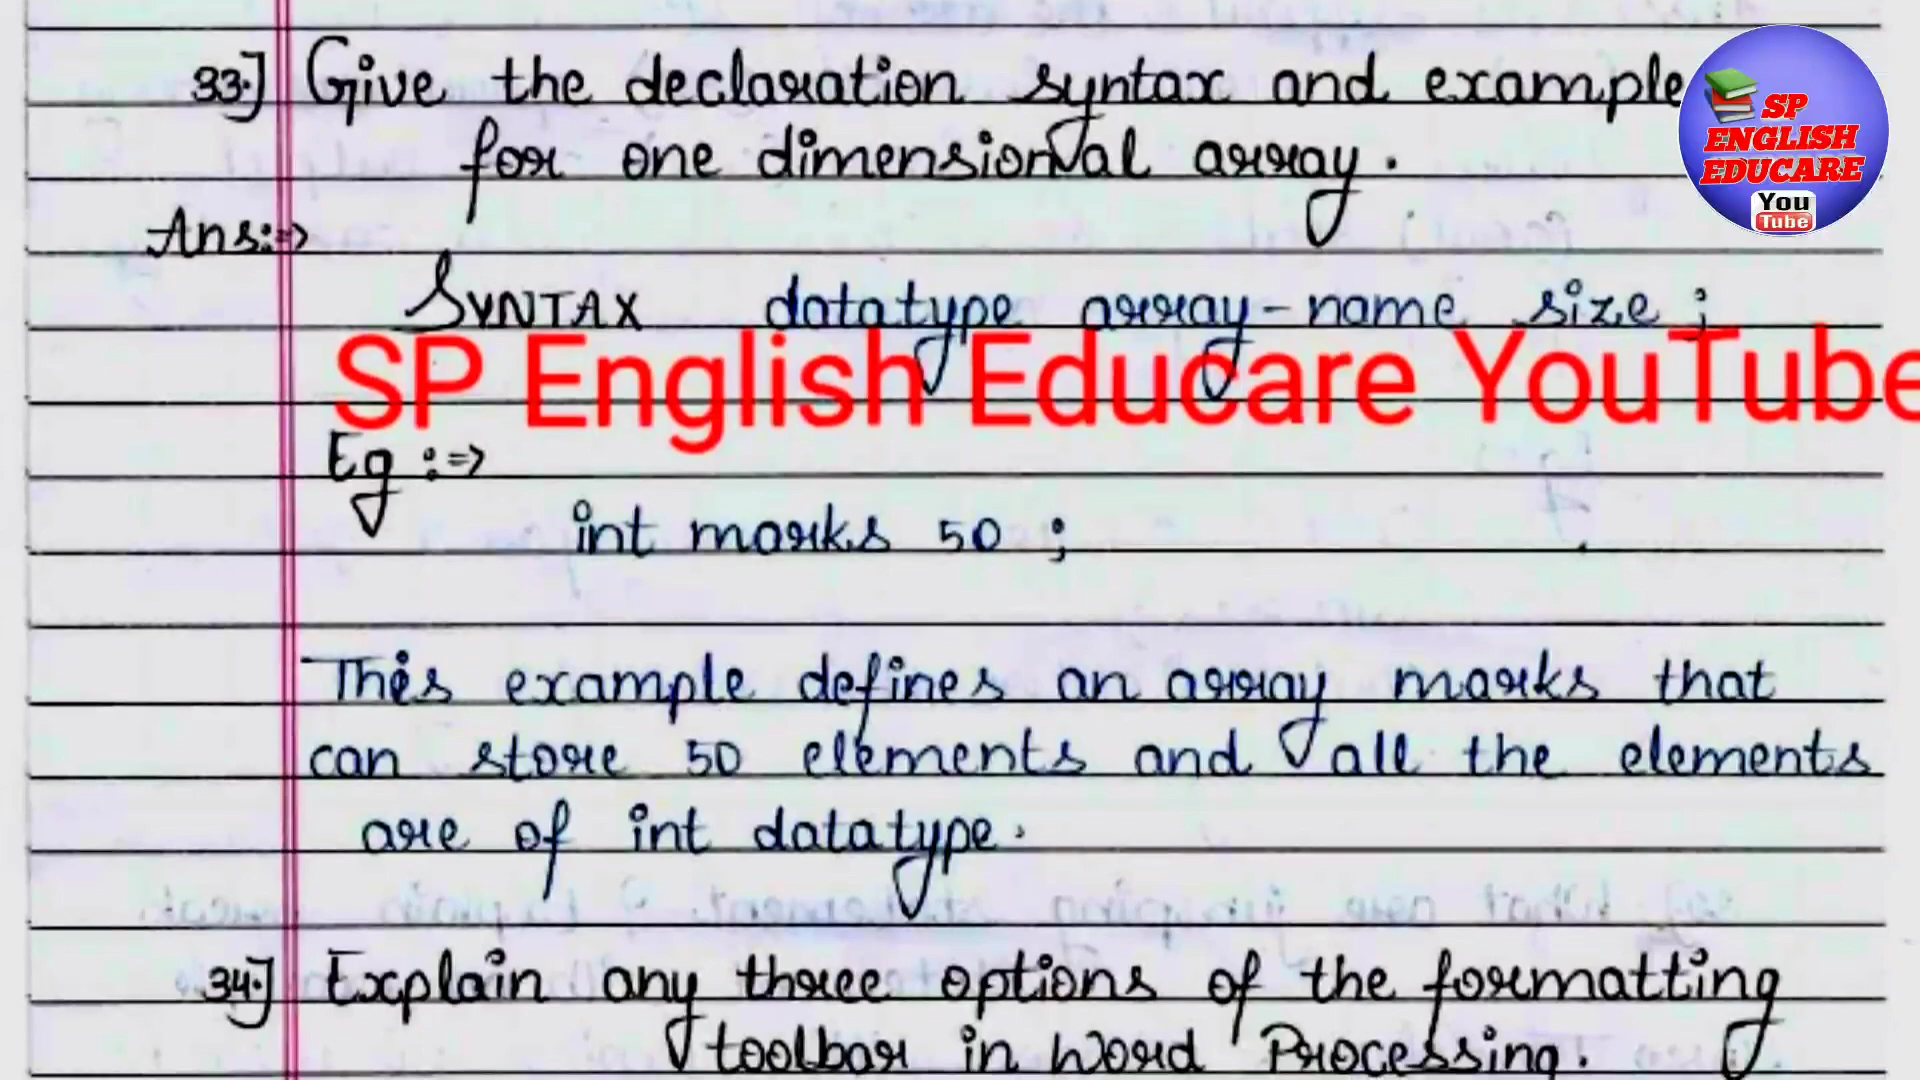 33.] Give the declaration syntax and example
for one dimensional array.
Ans:⇒
SYNTAX datatype array-name size ;
SP English Educare YouTube
Eg :⇒
int marks 50 ;
This example defines an array marks that
can store 50 elements and all the elements
are of int datatype.
34.] Explain any three options of the formatting
toolbar in Word Processing.
SP
ENGLISH
EDUCARE
You
Tube